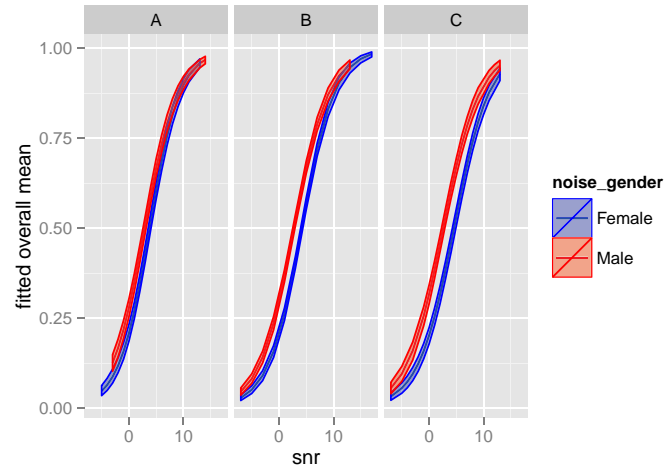 A B C
1.00
0.75
0.50
0.25
0.00
fitted overall mean
0 10 0 10 0 10
snr
noise_gender
Female
Male